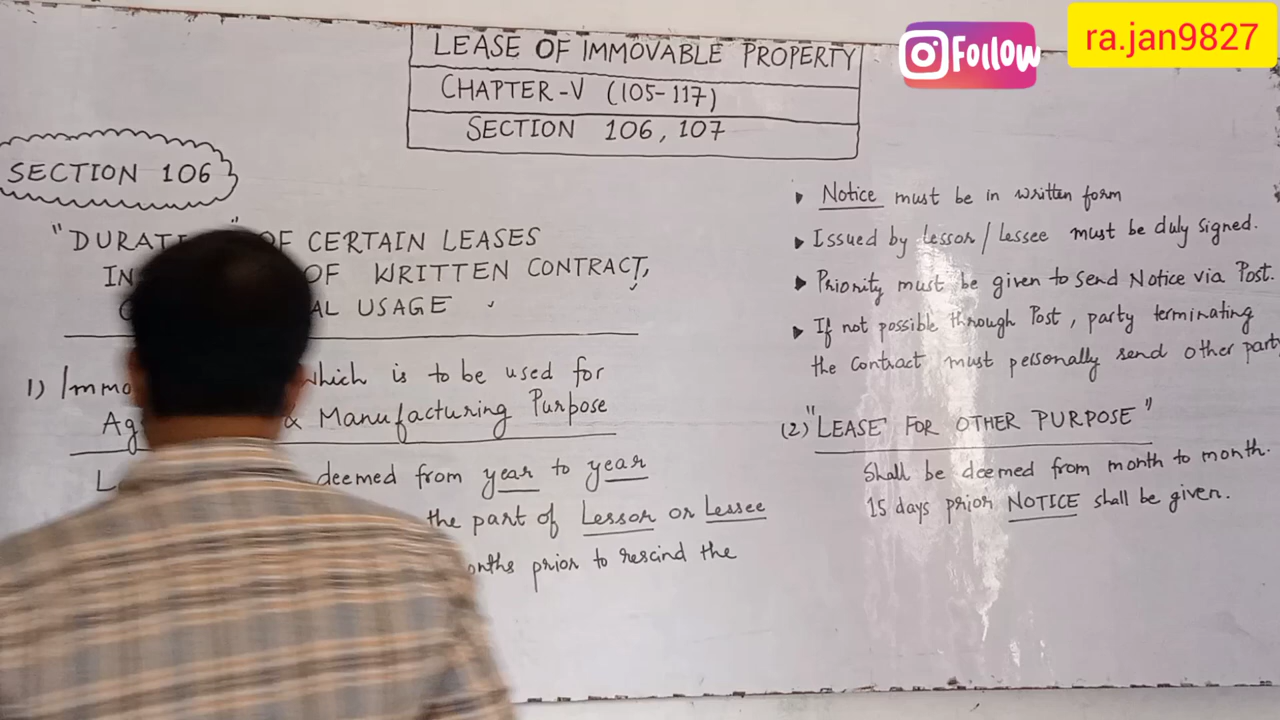 LEASE OF IMMOVABLE PROPERTY
CHAPTER-V (105-117)
SECTION 106, 107
Follow
ra.jan9827
SECTION 106
"DURATI " OF CERTAIN LEASES
IN OF WRITTEN CONTRACT,
AL USAGE
1) Immo which is to be used for
Ag & Manufacturing Purpose
L deemed from year to year
the part of Lessor or Lessee
onths prior to rescind the
▸ Notice must be in written form
▸ Issued by Lessor/Lessee must be duly signed.
▸ Priority must be given to send Notice via Post.
▸ If not possible through Post, party terminating
the contract must personally send other party
(2) "LEASE FOR OTHER PURPOSE"
Shall be deemed from month to month.
15 days prior NOTICE shall be given.